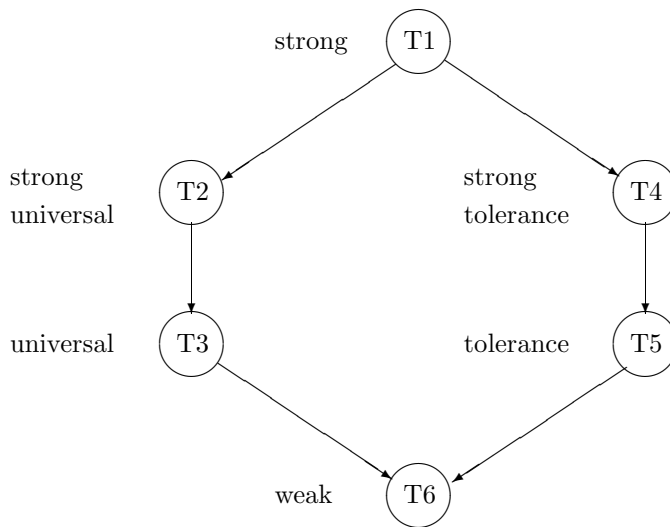 strong T1
strong T2 strong T4
universal tolerance
universal T3 tolerance T5
weak T6